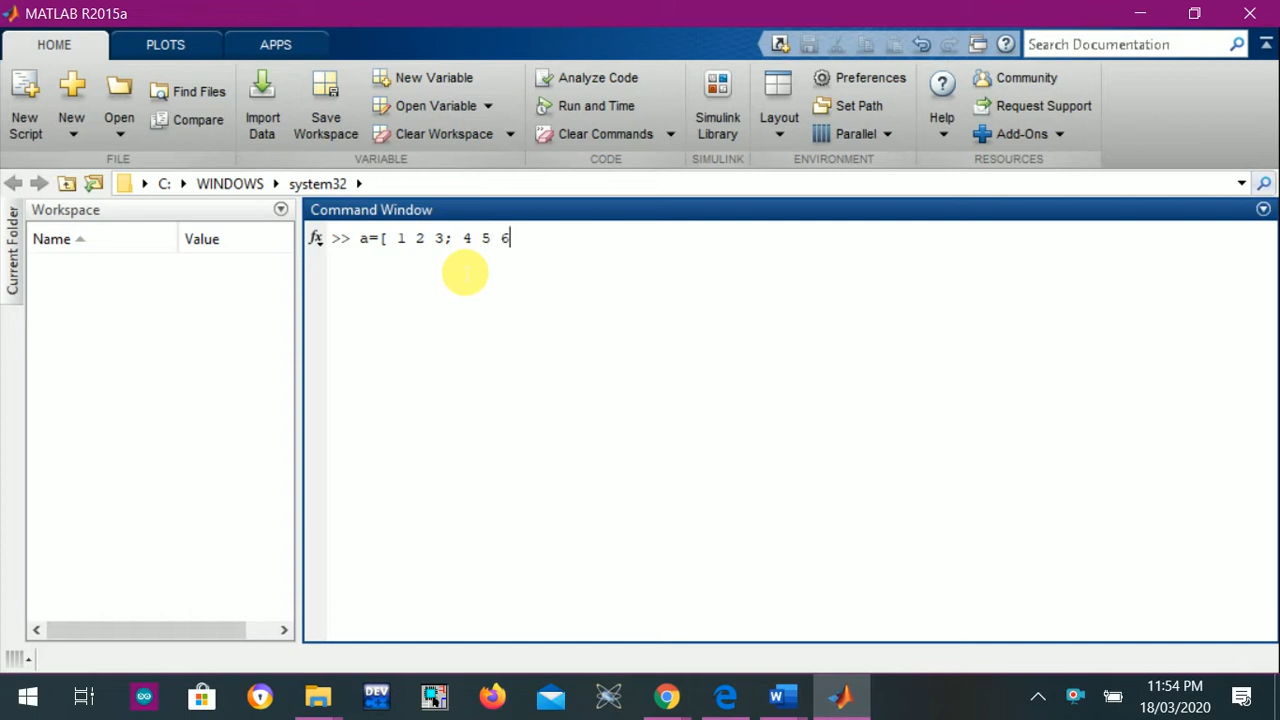 MATLAB R2015a
HOME PLOTS APPS Search Documentation
New Script New Open Find Files Compare Import Data Save Workspace New Variable Open Variable Clear Workspace Analyze Code Run and Time Clear Commands Simulink Library Layout Preferences Set Path Parallel Help Community Request Support Add-Ons
FILE VARIABLE CODE SIMULINK ENVIRONMENT RESOURCES
C: WINDOWS system32
Current Folder
Workspace
Name Value
Command Window
fx >> a=[ 1 2 3; 4 5 6
DEV
11:54 PM
18/03/2020